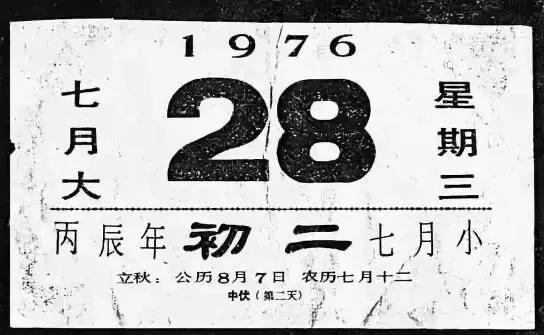 1976
七月大
28
星期三
丙辰年 初二 七月小
立秋：公历8月7日 农历七月十二
中伏（第二天）